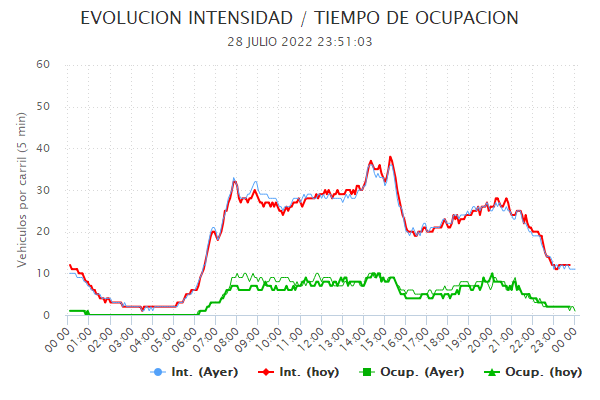 EVOLUCION INTENSIDAD / TIEMPO DE OCUPACION
28 JULIO 2022 23:51:03
Vehiculos por carril (5 min)
60
50
40
30
20
10
0
00:00 01:00 02:00 03:00 04:00 05:00 06:00 07:00 08:00 09:00 10:00 11:00 12:00 13:00 14:00 15:00 16:00 17:00 18:00 19:00 20:00 21:00 22:00 23:00 00:00
Int. (Ayer) Int. (hoy) Ocup. (Ayer) Ocup. (hoy)